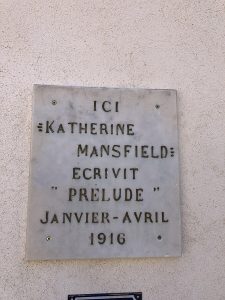 ICI
KATHERINE
MANSFIELD
ECRIVIT
" PRELUDE "
JANVIER-AVRIL
1916